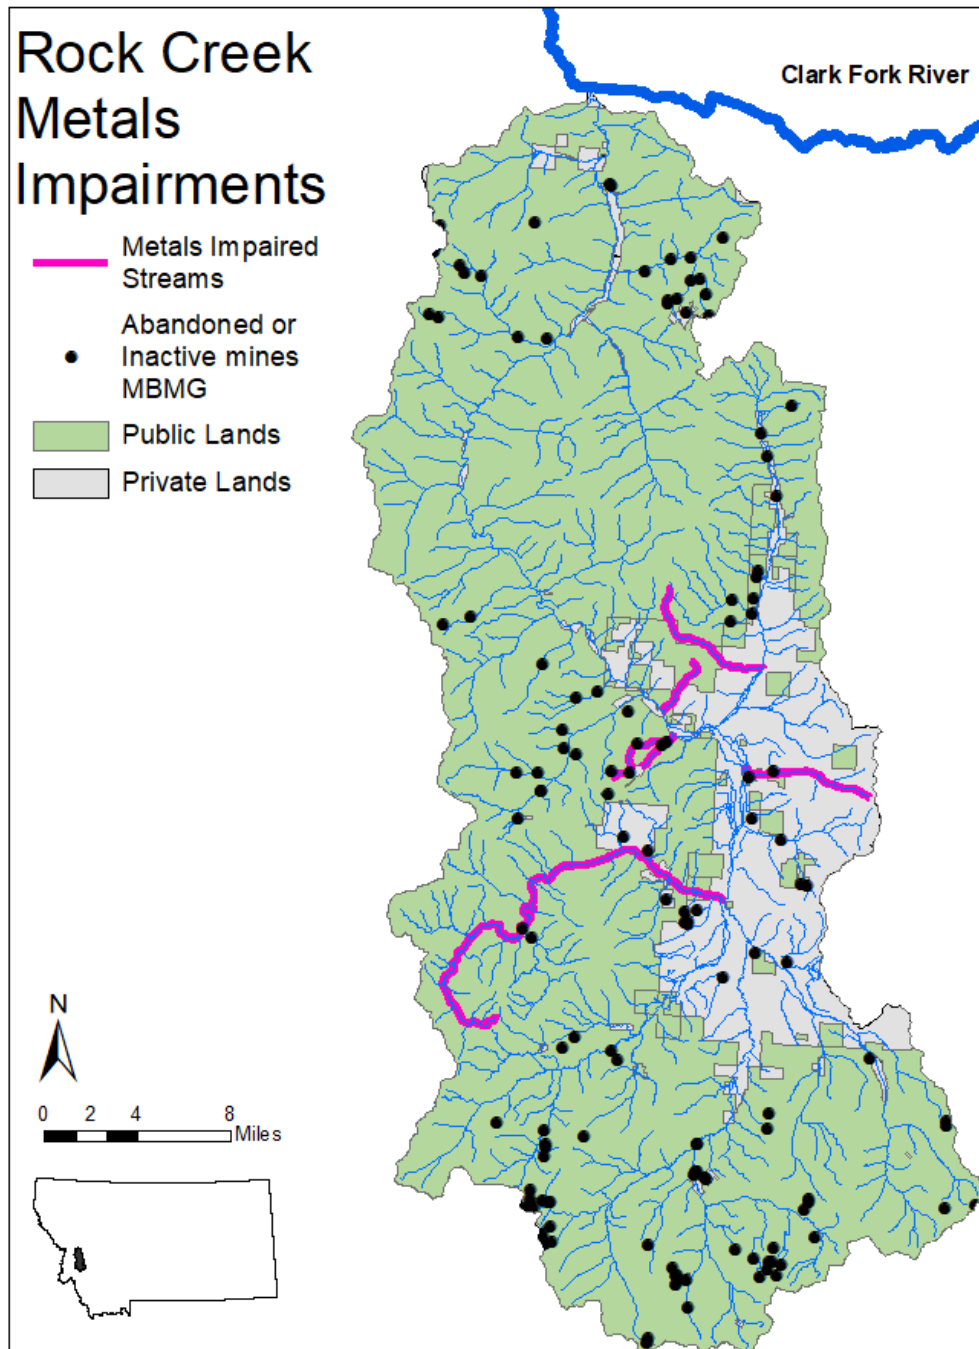 Rock Creek
Metals
Impairments
Clark Fork River
Metals Impaired
Streams
Abandoned or
Inactive mines
MBMG
Public Lands
Private Lands
N
0 2 4 8
Miles